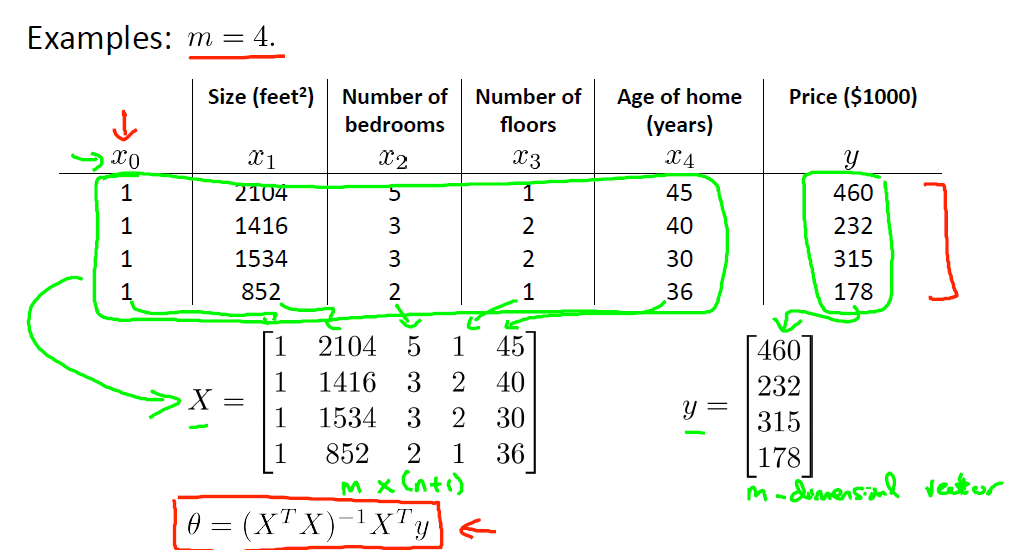 Examples: m = 4.
Size (feet²) Number of bedrooms Number of floors Age of home (years) Price ($1000)
x₀ x₁ x₂ x₃ x₄ y
1 2104 5 1 45 460
1 1416 3 2 40 232
1 1534 3 2 30 315
1 852 2 1 36 178
X =
1 2104 5 1 45
1 1416 3 2 40
1 1534 3 2 30
1 852 2 1 36
m x (n+1)
y =
460
232
315
178
m-dimensional vector
θ = (XᵀX)⁻¹Xᵀy